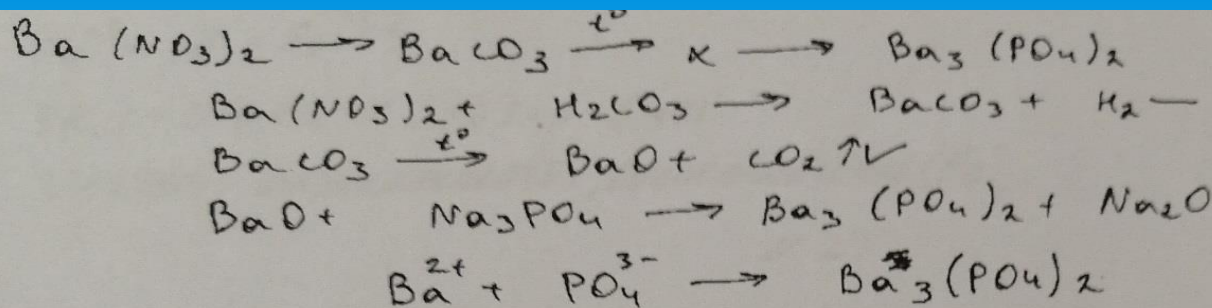 Ba(NO₃)₂ → BaCO₃ —t°→ x → Ba₃(PO₄)₂
Ba(NO₃)₂ + H₂CO₃ → BaCO₃ + H₂ —
BaCO₃ —t°→ BaO + CO₂↑ ✓
BaO + Na₃PO₄ → Ba₃(PO₄)₂ + Na₂O
Ba²⁺ + PO₄³⁻ → Ba₃(PO₄)₂